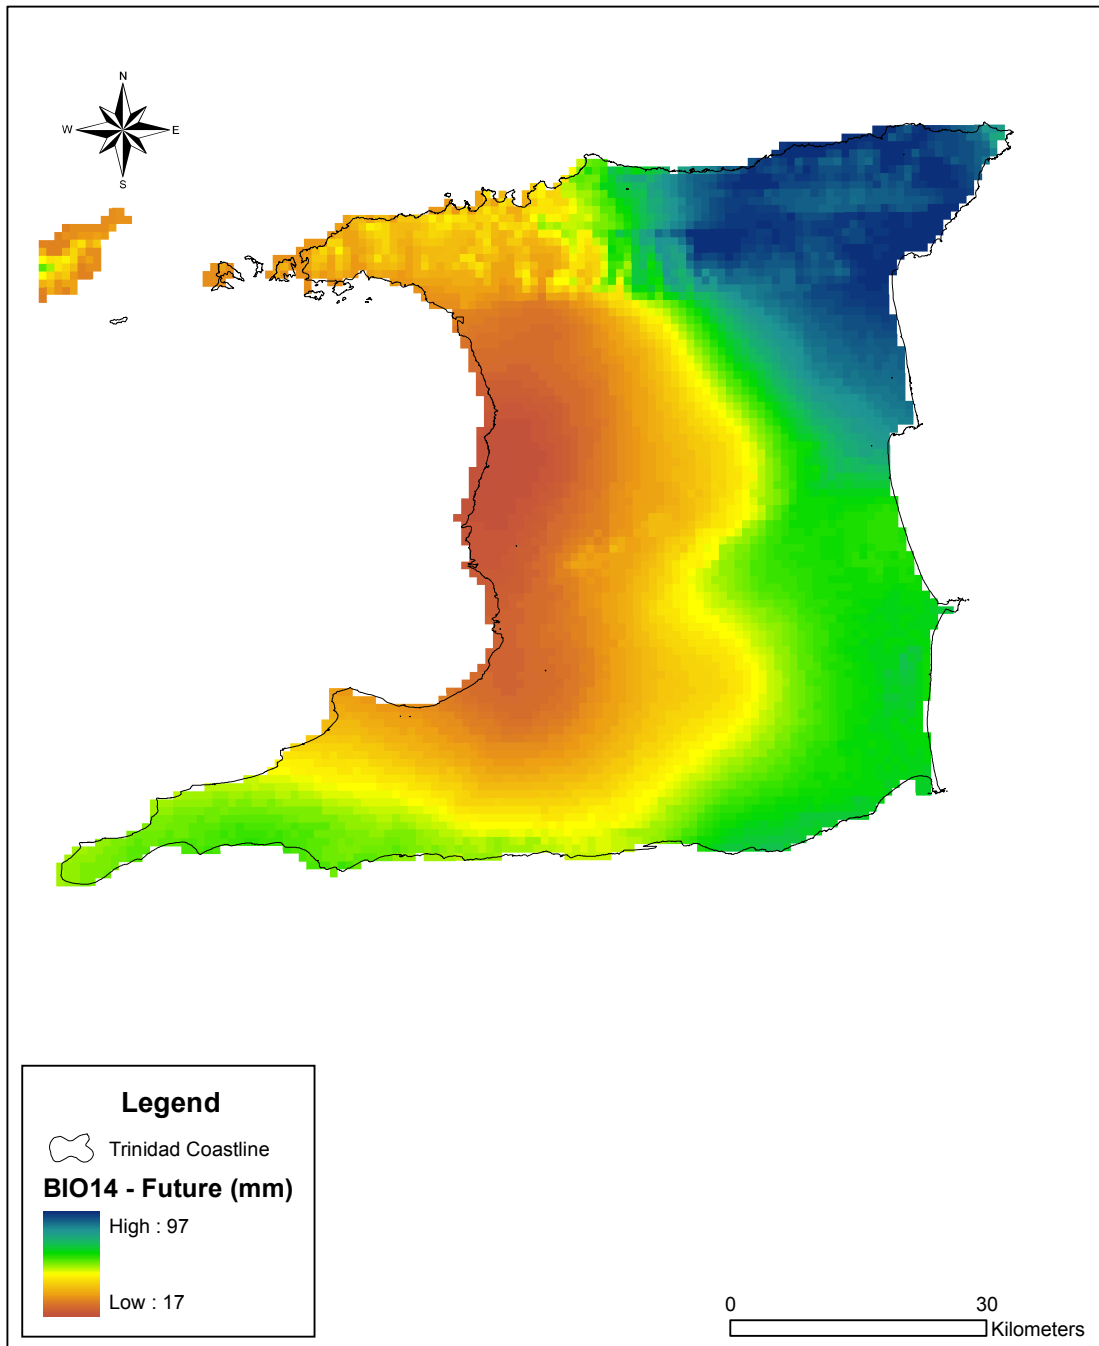 N
W E
S
Legend
Trinidad Coastline
BIO14 - Future (mm)
High : 97
Low : 17
0 30
Kilometers